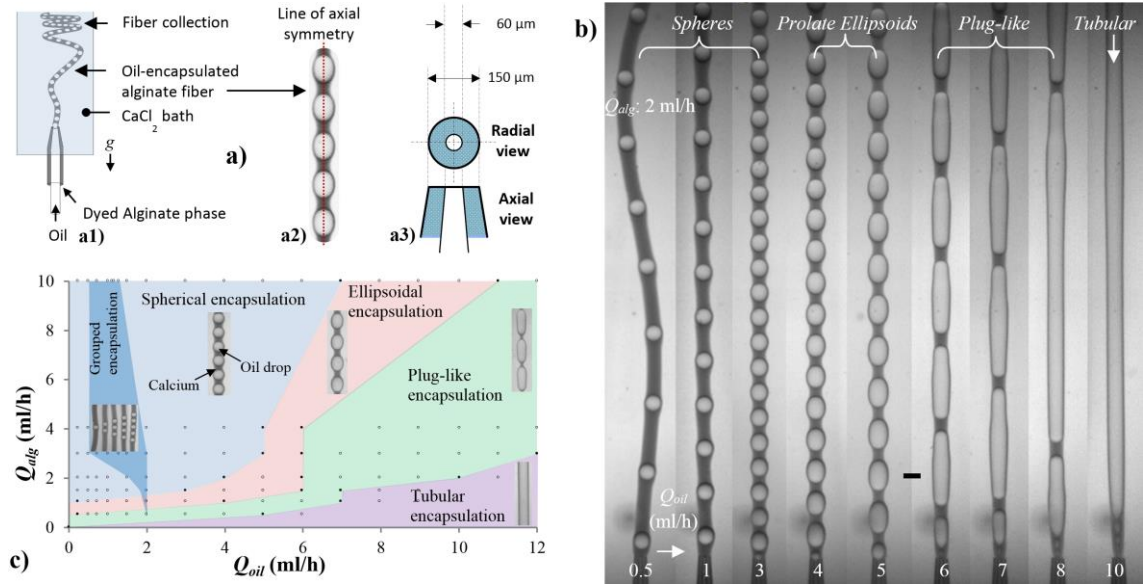 Fiber collection
Oil-encapsulated
alginate fiber
CaCl2 bath
g
Dyed Alginate phase
Oil
a1)
a)
Line of axial
symmetry
a2)
60 µm
150 µm
Radial
view
Axial
view
a3)
b)
Spheres
Prolate Ellipsoids
Plug-like
Tubular
Qalg: 2 ml/h
Qoil
(ml/h)
0.5 1 3 4 5 6 7 8 10
c)
Qalg (ml/h)
10
8
6
4
2
0
Grouped
encapsulation
Spherical encapsulation
Oil drop
Calcium
Ellipsoidal
encapsulation
Plug-like
encapsulation
Tubular
encapsulation
0 2 4 6 8 10 12
Qoil (ml/h)